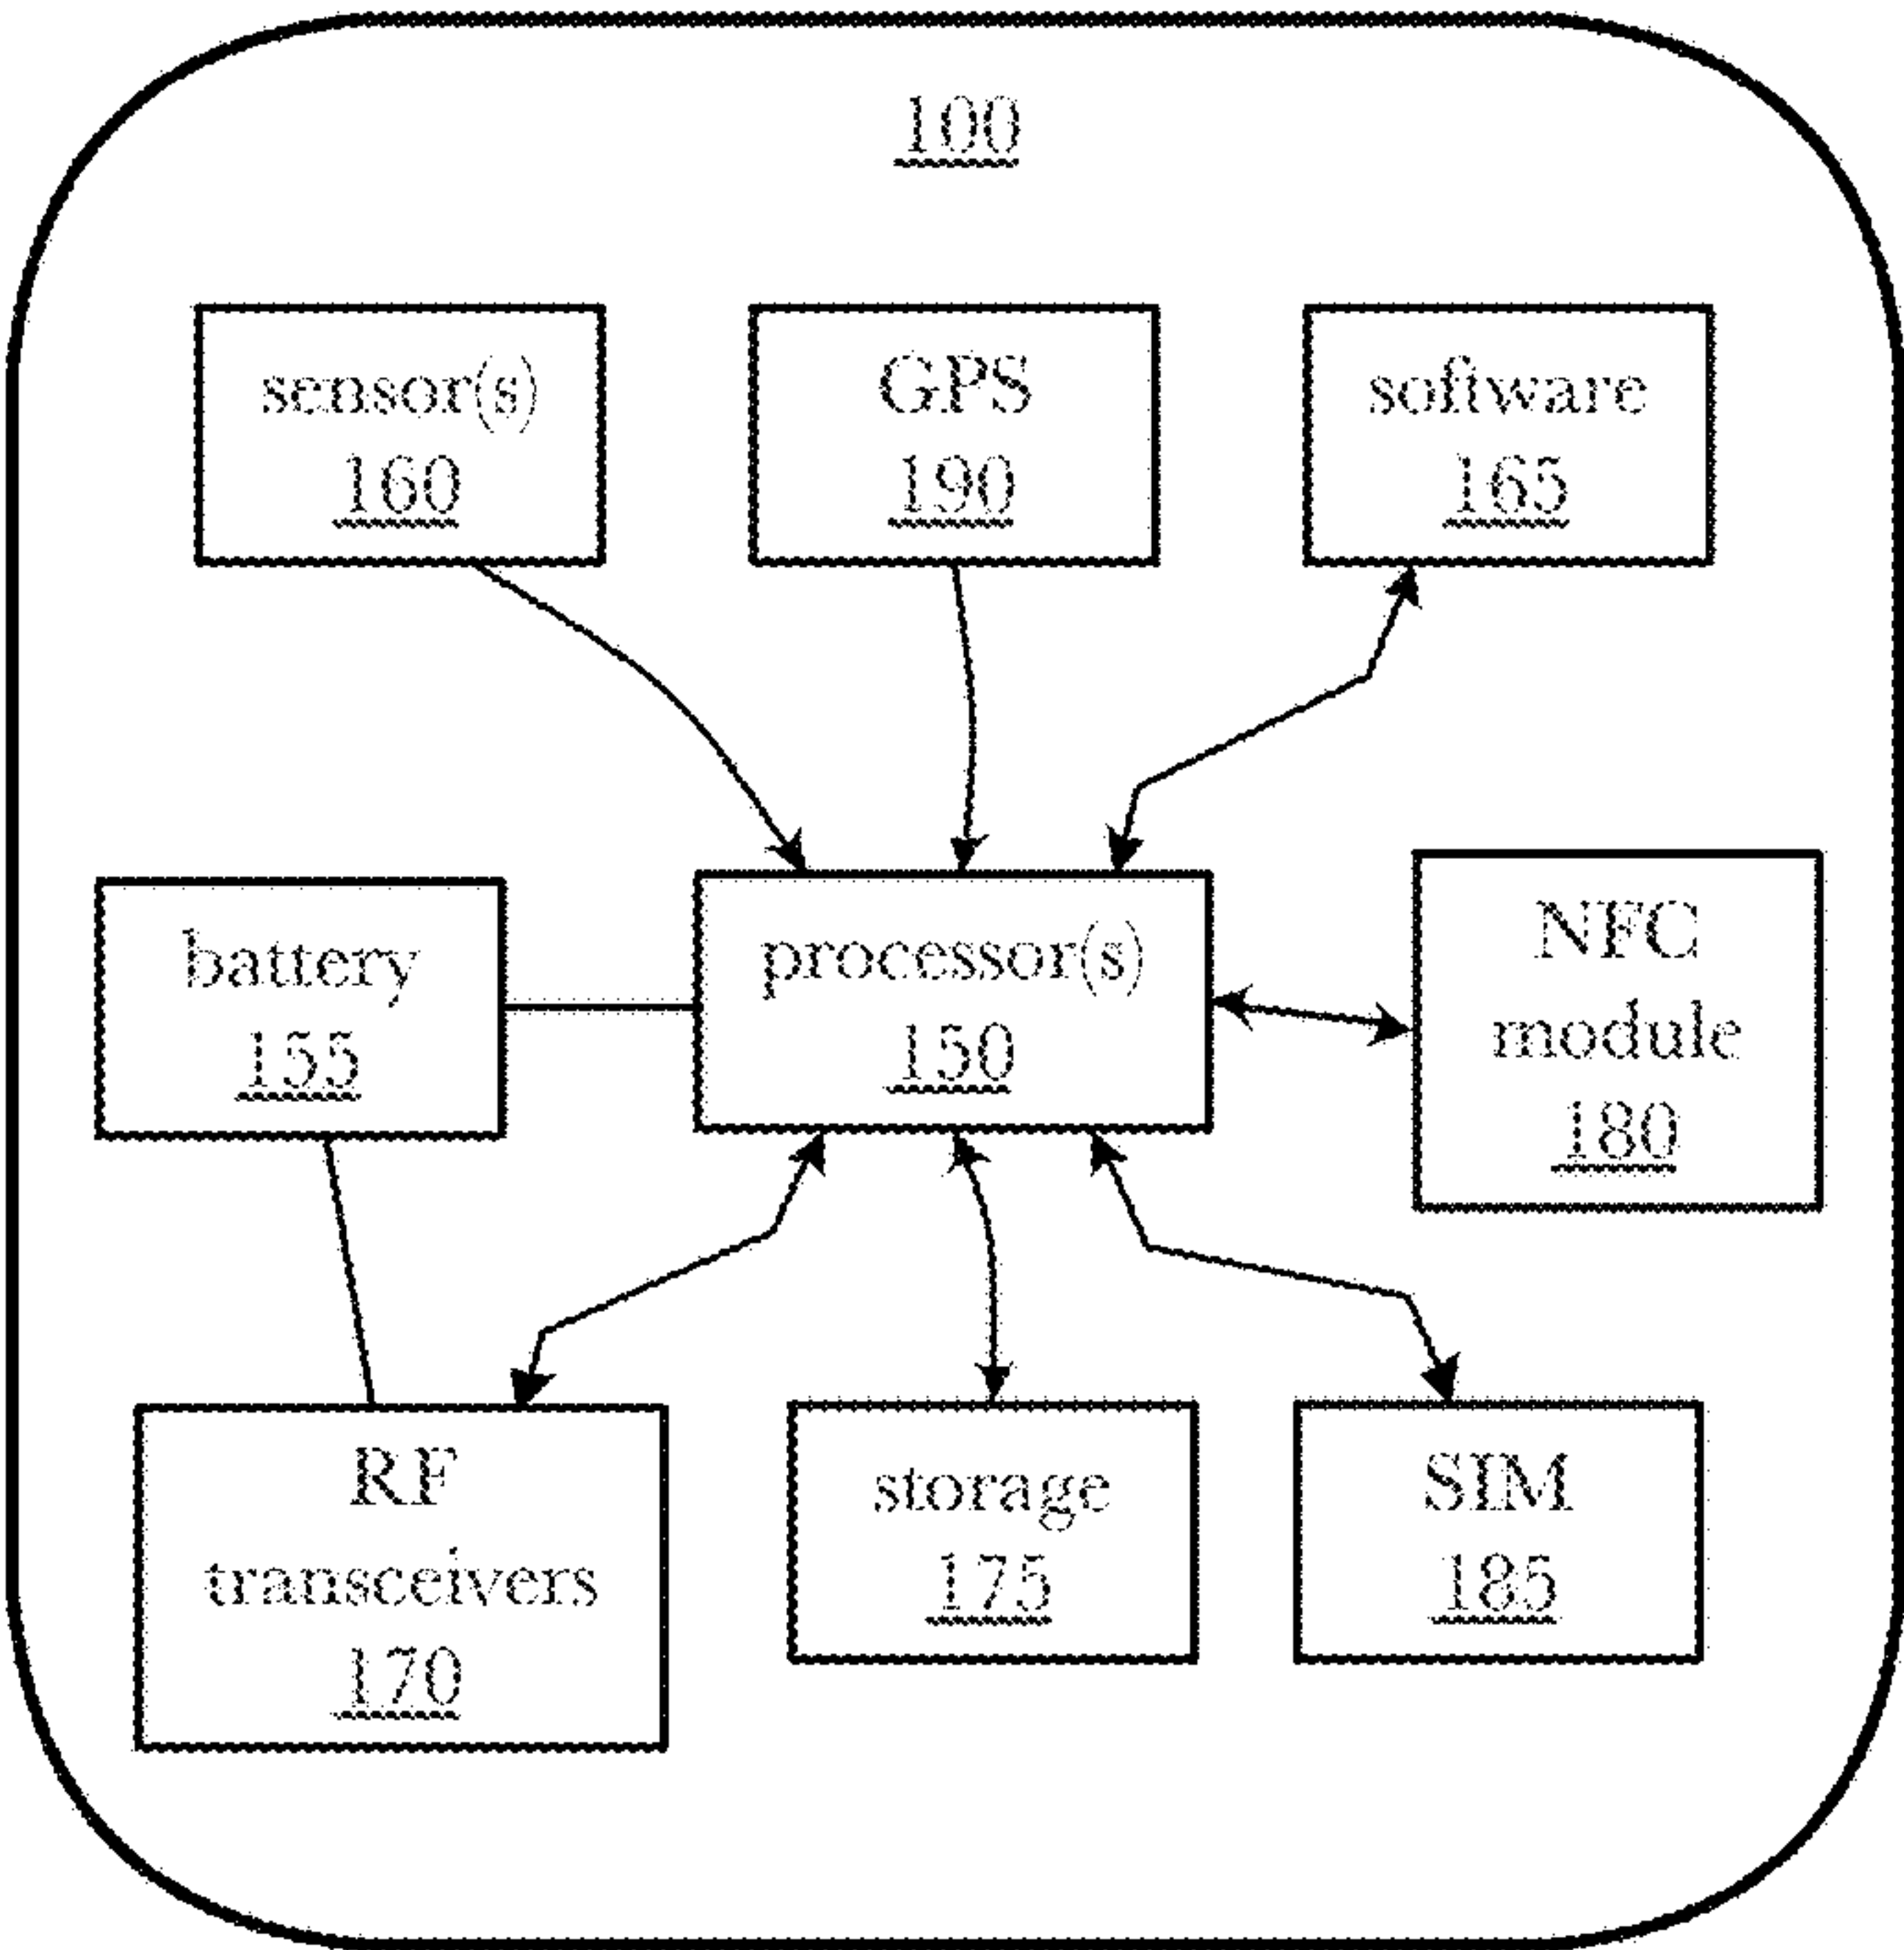 100
sensor(s)
160
GPS
190
software
165
battery
155
processor(s)
150
NFC
module
180
RF
transceivers
170
storage
175
SIM
185